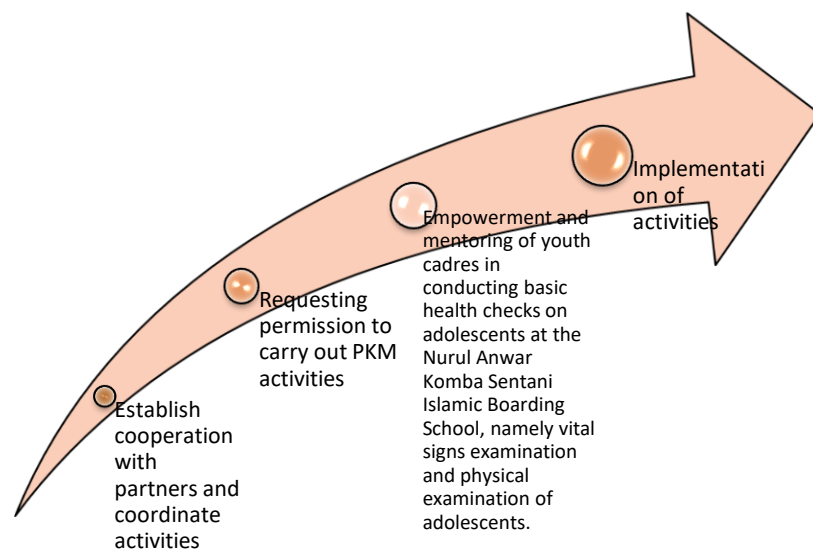 Establish
cooperation
with
partners and
coordinate
activities
Requesting
permission to
carry out PKM
activities
Empowerment and
mentoring of youth
cadres in
conducting basic
health checks on
adolescents at the
Nurul Anwar
Komba Sentani
Islamic Boarding
School, namely vital
signs examination
and physical
examination of
adolescents.
Implementati
on of
activities